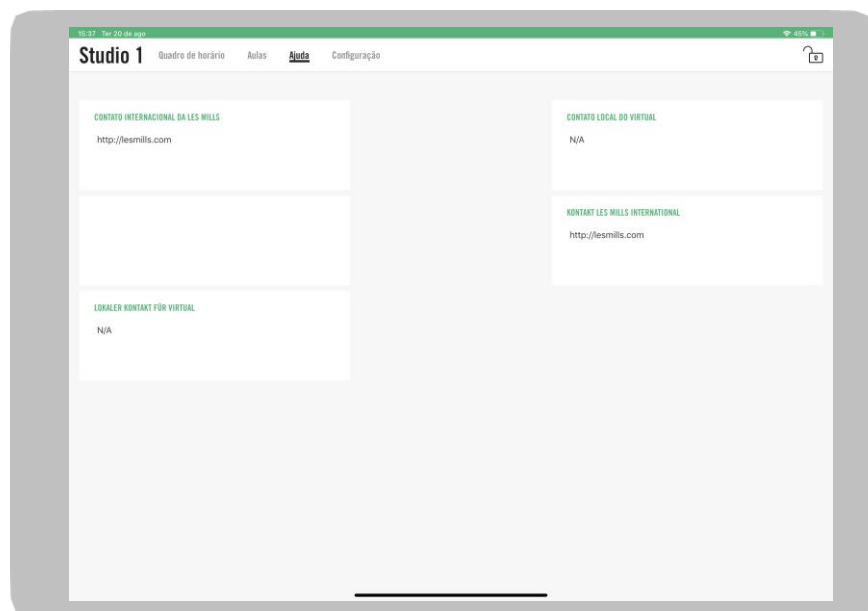 15:37 Ter 20 de ago
45%
Studio 1 Quadro de horário Aulas Ajuda Configuração
CONTATO INTERNACIONAL DA LES MILLS
http://lesmills.com
CONTATO LOCAL DO VIRTUAL
N/A
KONTAKT LES MILLS INTERNATIONAL
http://lesmills.com
LOKALER KONTAKT FÜR VIRTUAL
N/A